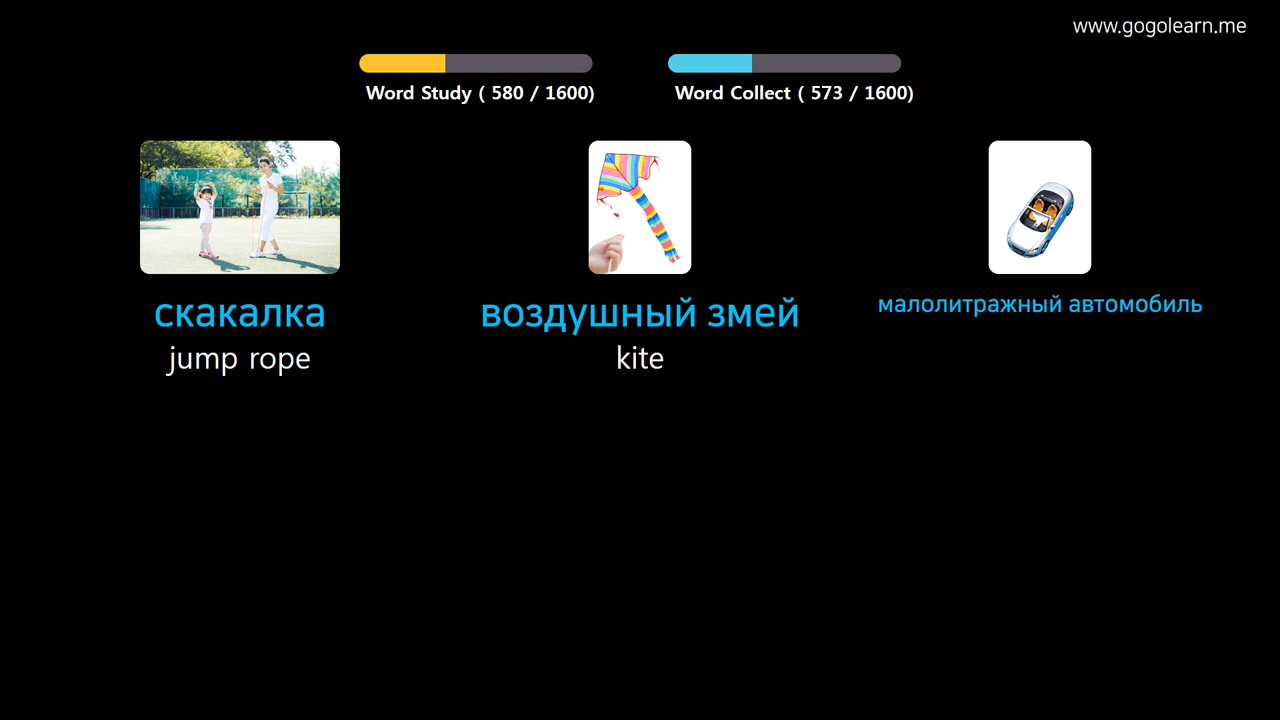 www.gogolearn.me
Word Study ( 580 / 1600)
Word Collect ( 573 / 1600)
скакалка
jump rope
воздушный змей
kite
малолитражный автомобиль